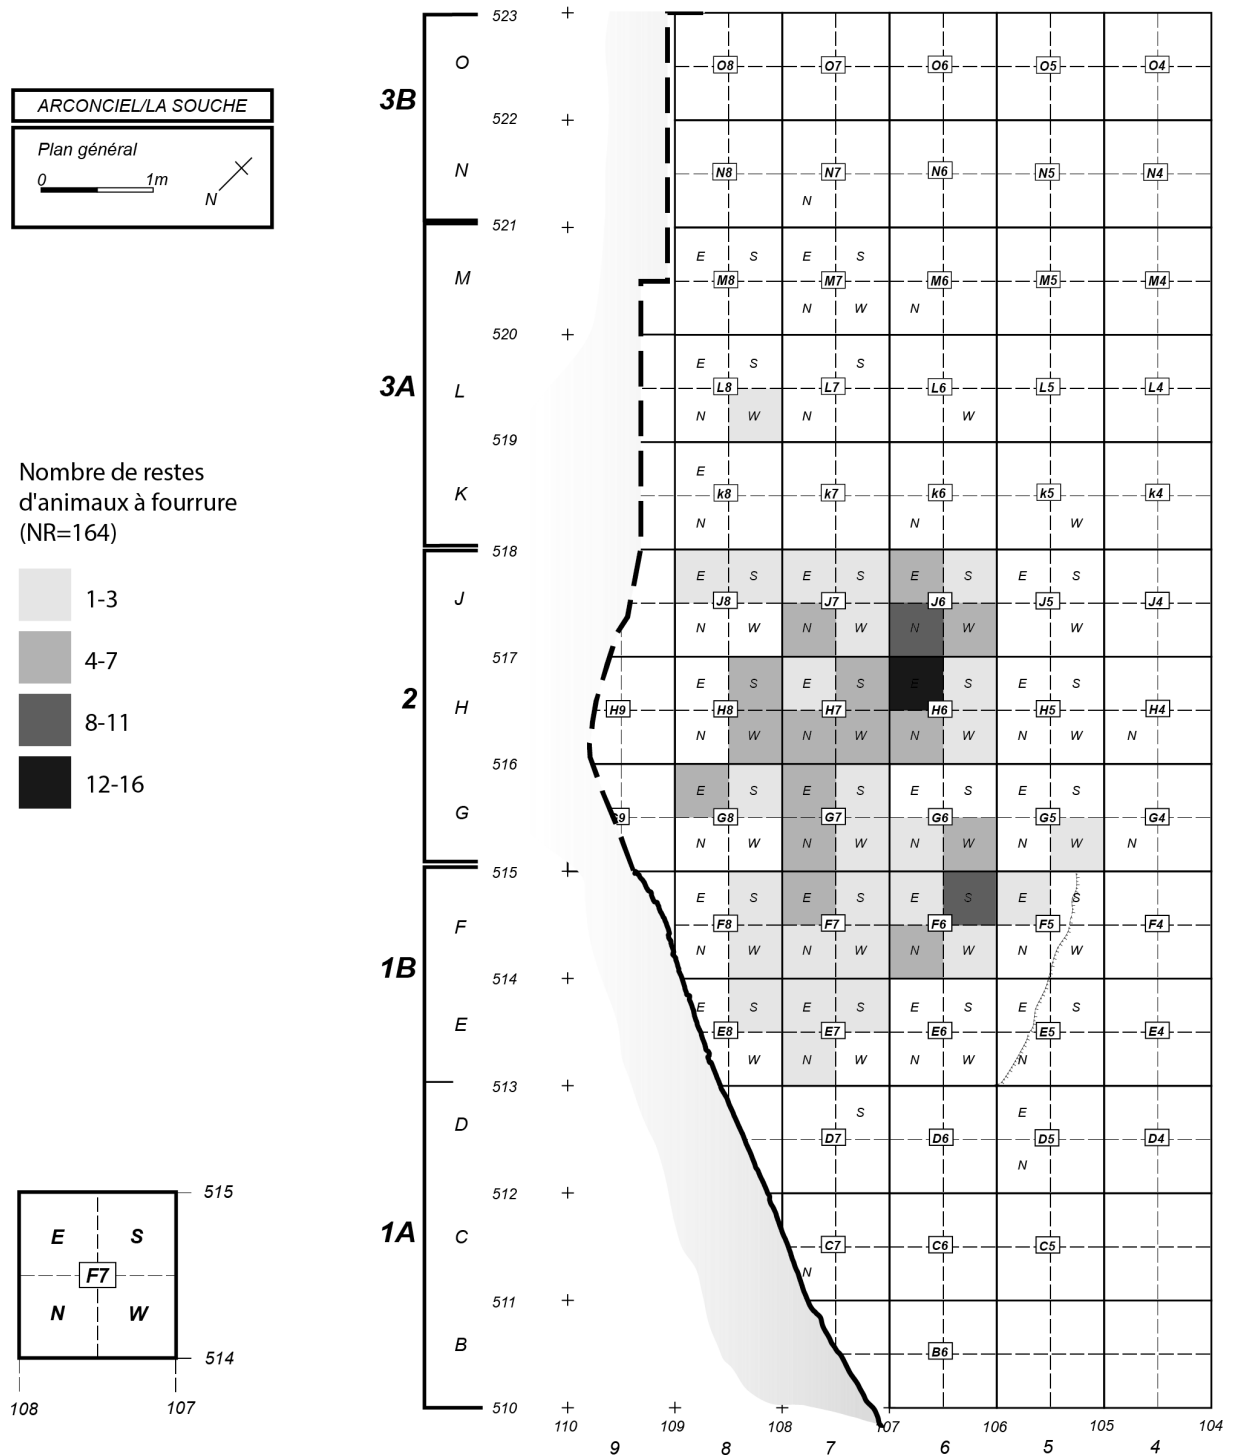 ARCONCIEL/LA SOUCHE
Plan général
0 1m
N
Nombre de restes
d'animaux à fourrure
(NR=164)
1-3
4-7
8-11
12-16
E S
F7
N W
515
514
108 107
3B
3A
2
1B
1A
523
O O8 O7 O6 O5 O4
522
N N8 N7 N6 N5 N4
N
521
E S E S
M M8 M7 M6 M5 M4
N W N
520
E S S
L L8 L7 L6 L5 L4
N W N W
519
E
K k8 k7 k6 k5 k4
N N W
518
E S E S E S E S
J J8 J7 J6 J5 J4
N W N W N W W
517
E S E S E S E S
H H9 H8 H7 H6 H5 H4
N W N W N W N W N
516
E S E S E S E S
G G9 G8 G7 G6 G5 G4
N W N W N W N W N
515
E S E S E S E S
F F8 F7 F6 F5 F4
N W N W N W N W
514
E S E S E S E S
E E8 E7 E6 E5 E4
W N W N W N
513
S E
D D7 D6 D5 D4
N
512
C C7 C6 C5
N
511
B B6
510
110 109 108 107 106 105 104
9 8 7 6 5 4